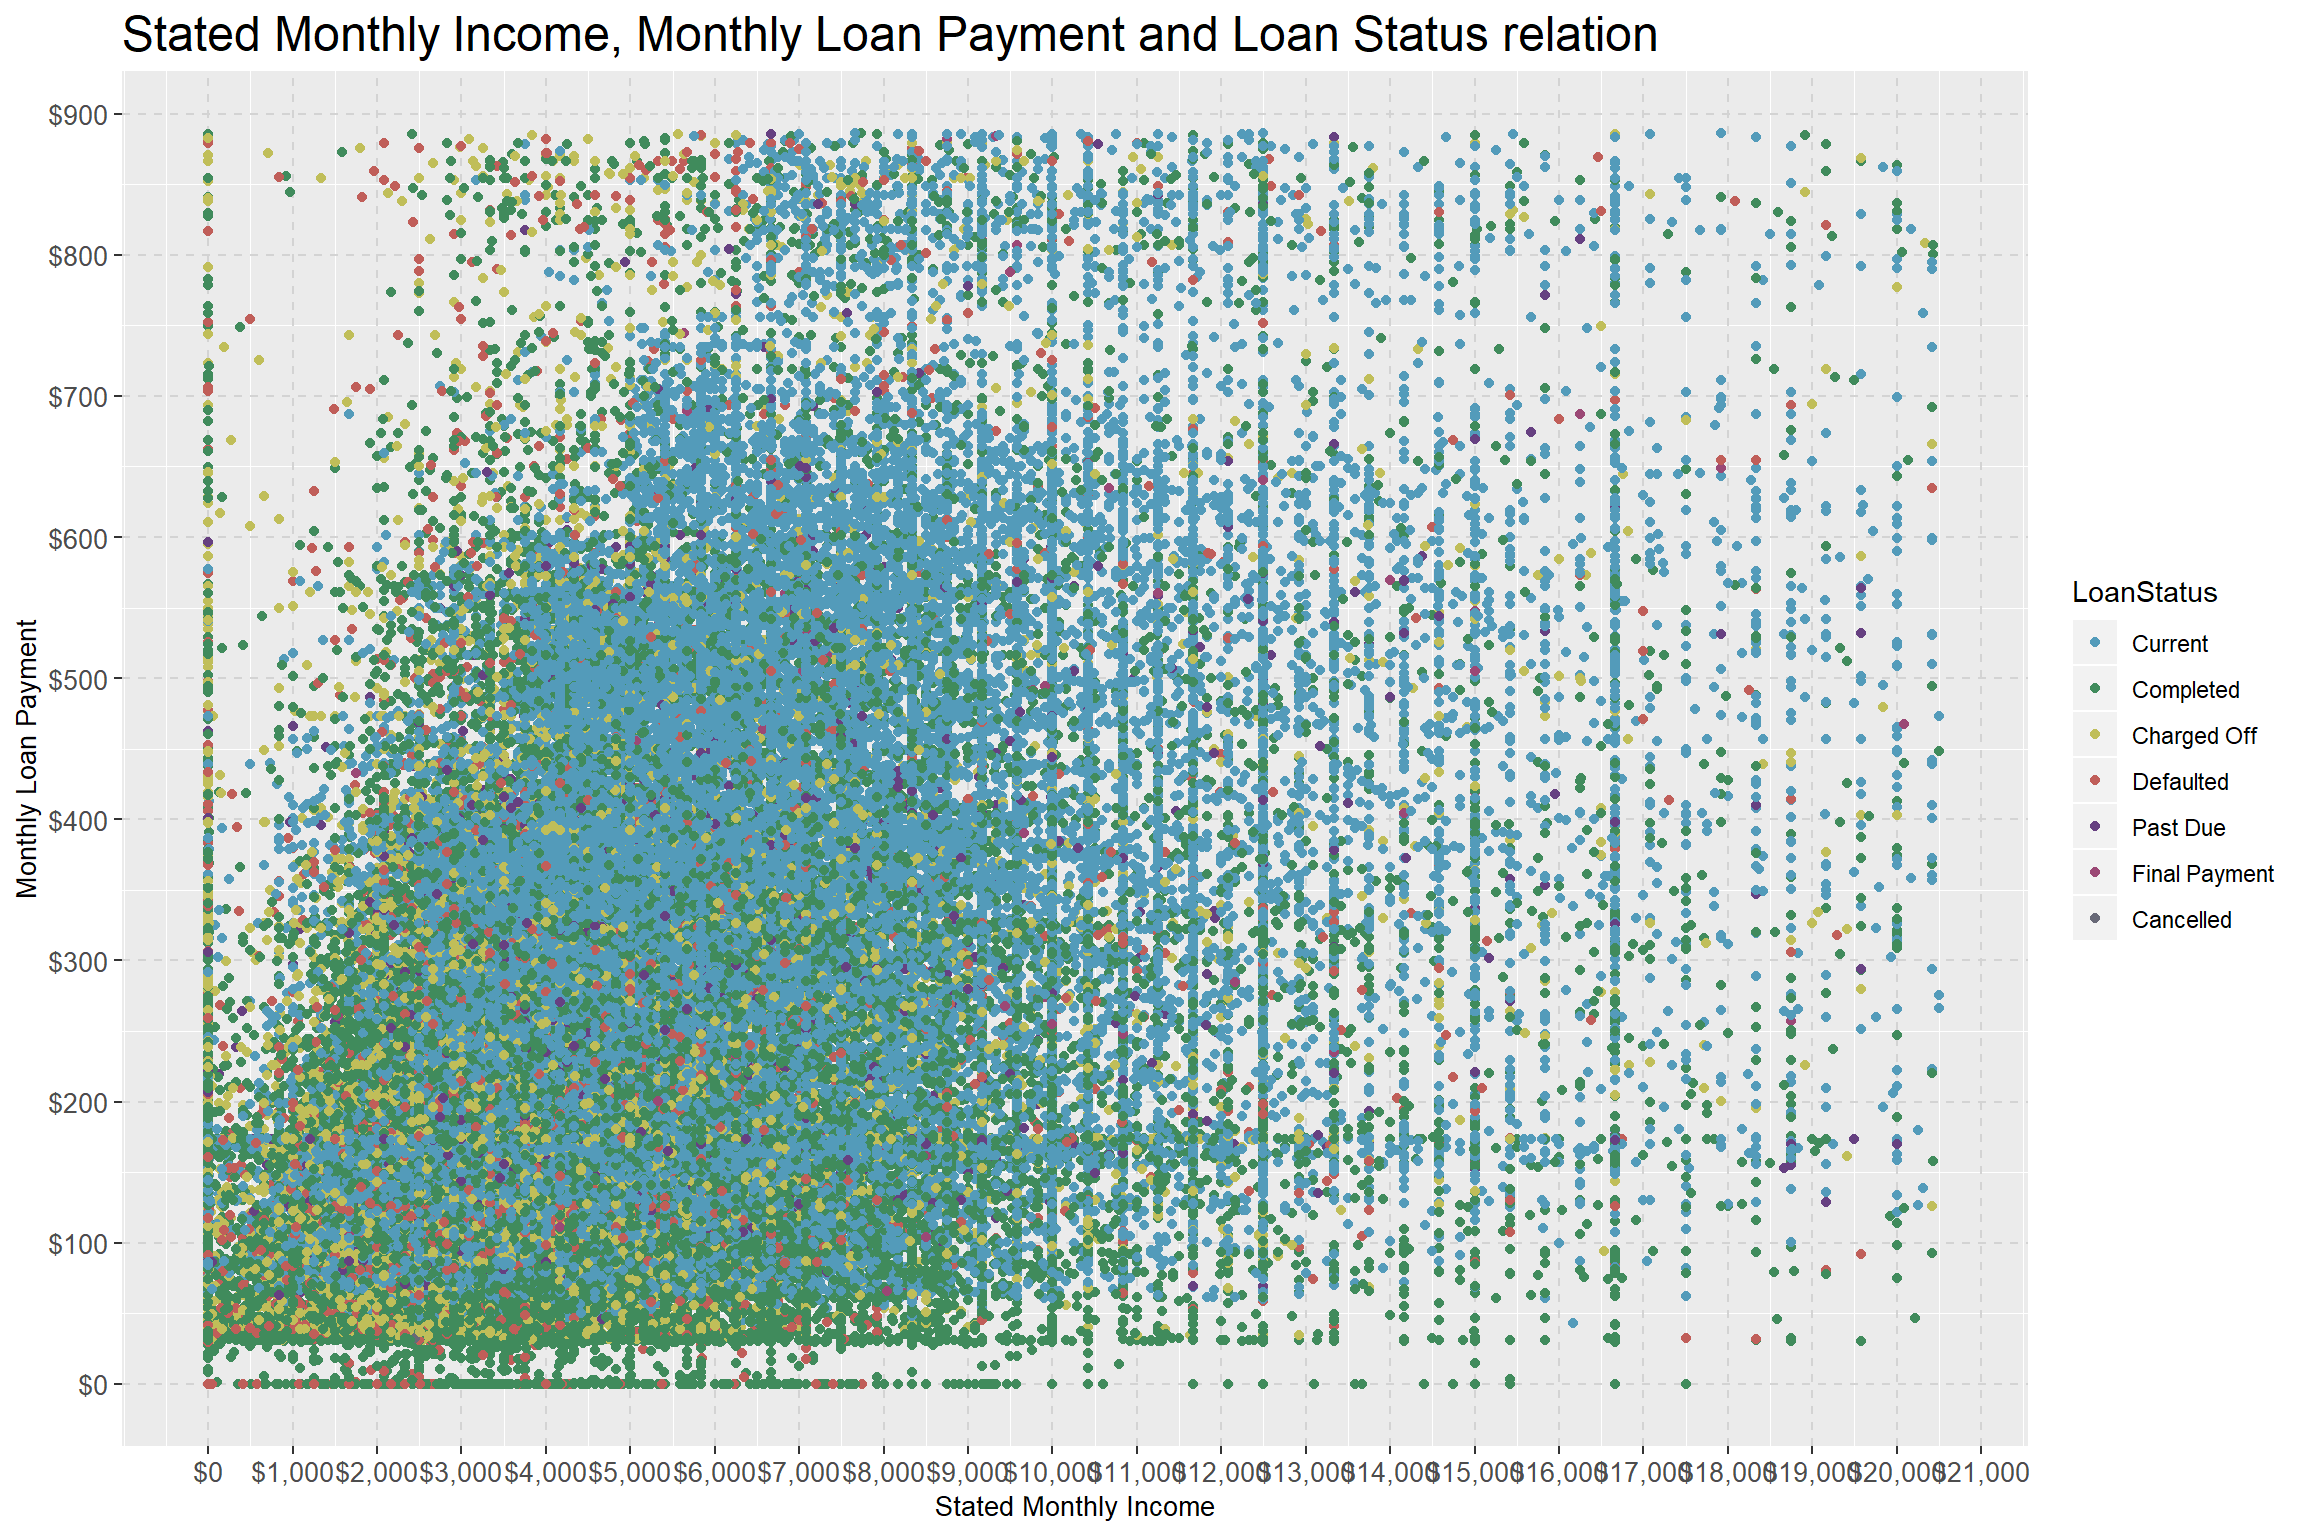 Stated Monthly Income, Monthly Loan Payment and Loan Status relation
$900
$800
$700
$600
$500
$400
$300
$200
$100
$0
Monthly Loan Payment
$0 $1,000 $2,000 $3,000 $4,000 $5,000 $6,000 $7,000 $8,000 $9,000 $10,000 $11,000 $12,000 $13,000 $14,000 $15,000 $16,000 $17,000 $18,000 $19,000 $20,000 $21,000
Stated Monthly Income
LoanStatus
Current
Completed
Charged Off
Defaulted
Past Due
Final Payment
Cancelled